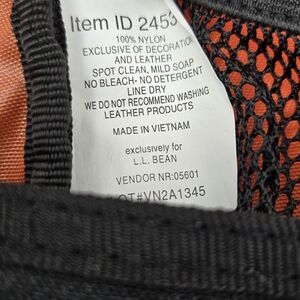 Item ID 2453
100% NYLON
EXCLUSIVE OF DECORATION
AND LEATHER
SPOT CLEAN, MILD SOAP
NO BLEACH- NO DETERGENT
LINE DRY
WE DO NOT RECOMMEND WASHING
LEATHER PRODUCTS
MADE IN VIETNAM
exclusively for
L.L. BEAN
VENDOR NR:05601
OT#VN2A1345